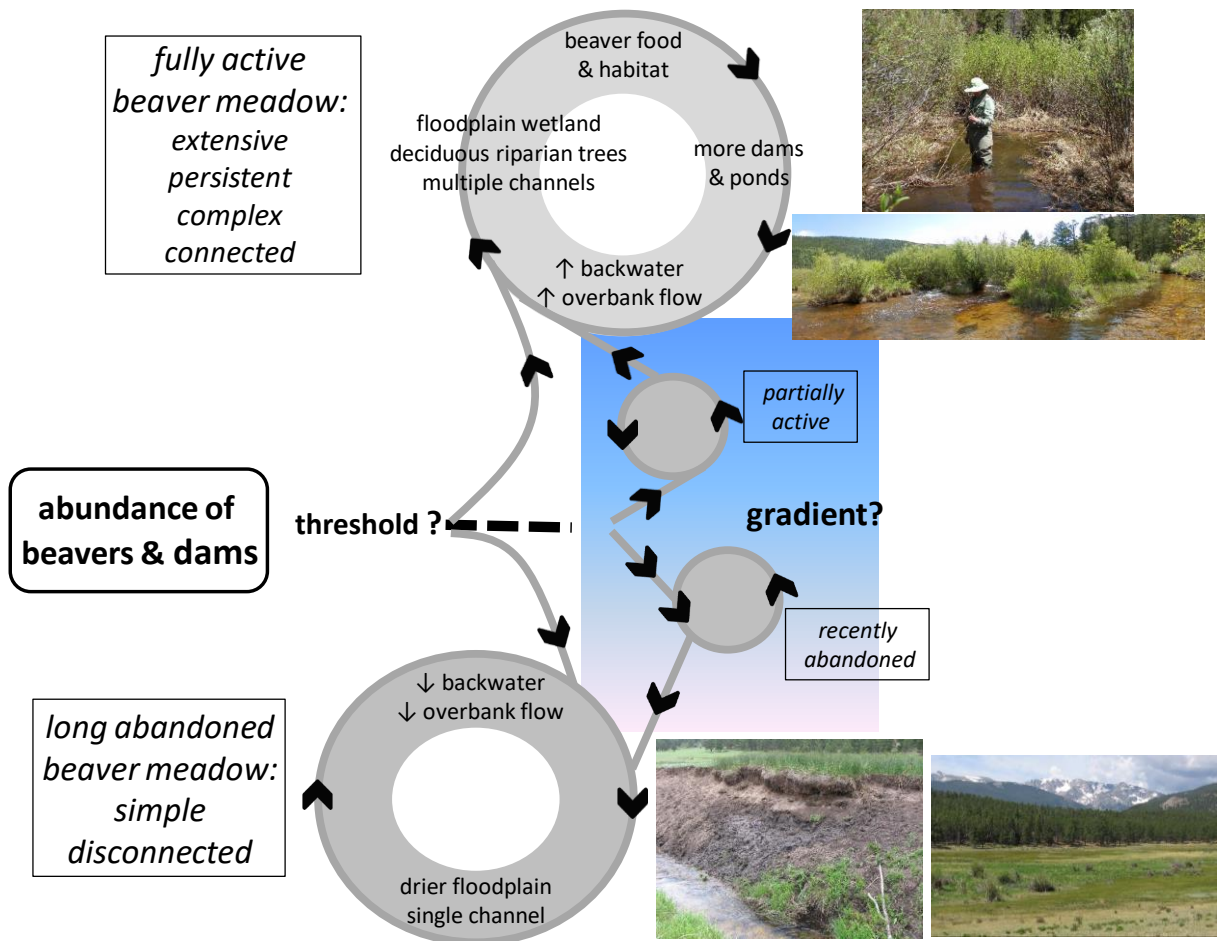 fully active
beaver meadow:
extensive
persistent
complex
connected
beaver food
& habitat
floodplain wetland
deciduous riparian trees
multiple channels
more dams
& ponds
↑ backwater
↑ overbank flow
partially
active
abundance of
beavers & dams
threshold ?
gradient?
recently
abandoned
long abandoned
beaver meadow:
simple
disconnected
↓ backwater
↓ overbank flow
drier floodplain
single channel